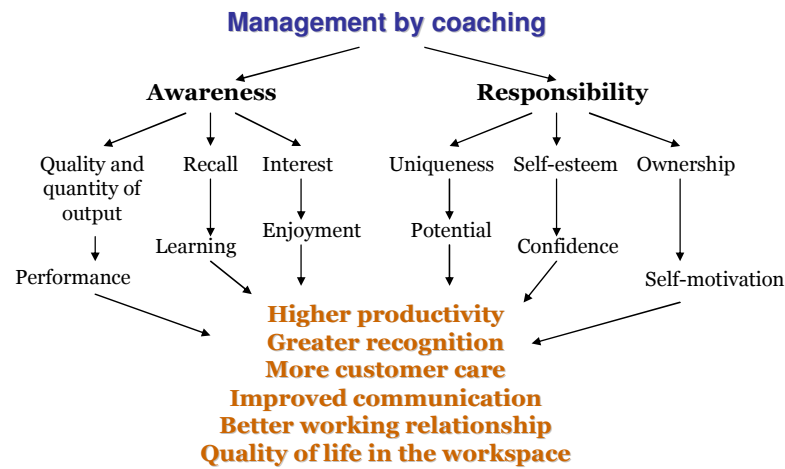 Management by coaching
Awareness
Responsibility
Quality and
quantity of
output
Recall
Interest
Uniqueness
Self-esteem
Ownership
Learning
Enjoyment
Potential
Confidence
Performance
Self-motivation
Higher productivity
Greater recognition
More customer care
Improved communication
Better working relationship
Quality of life in the workspace